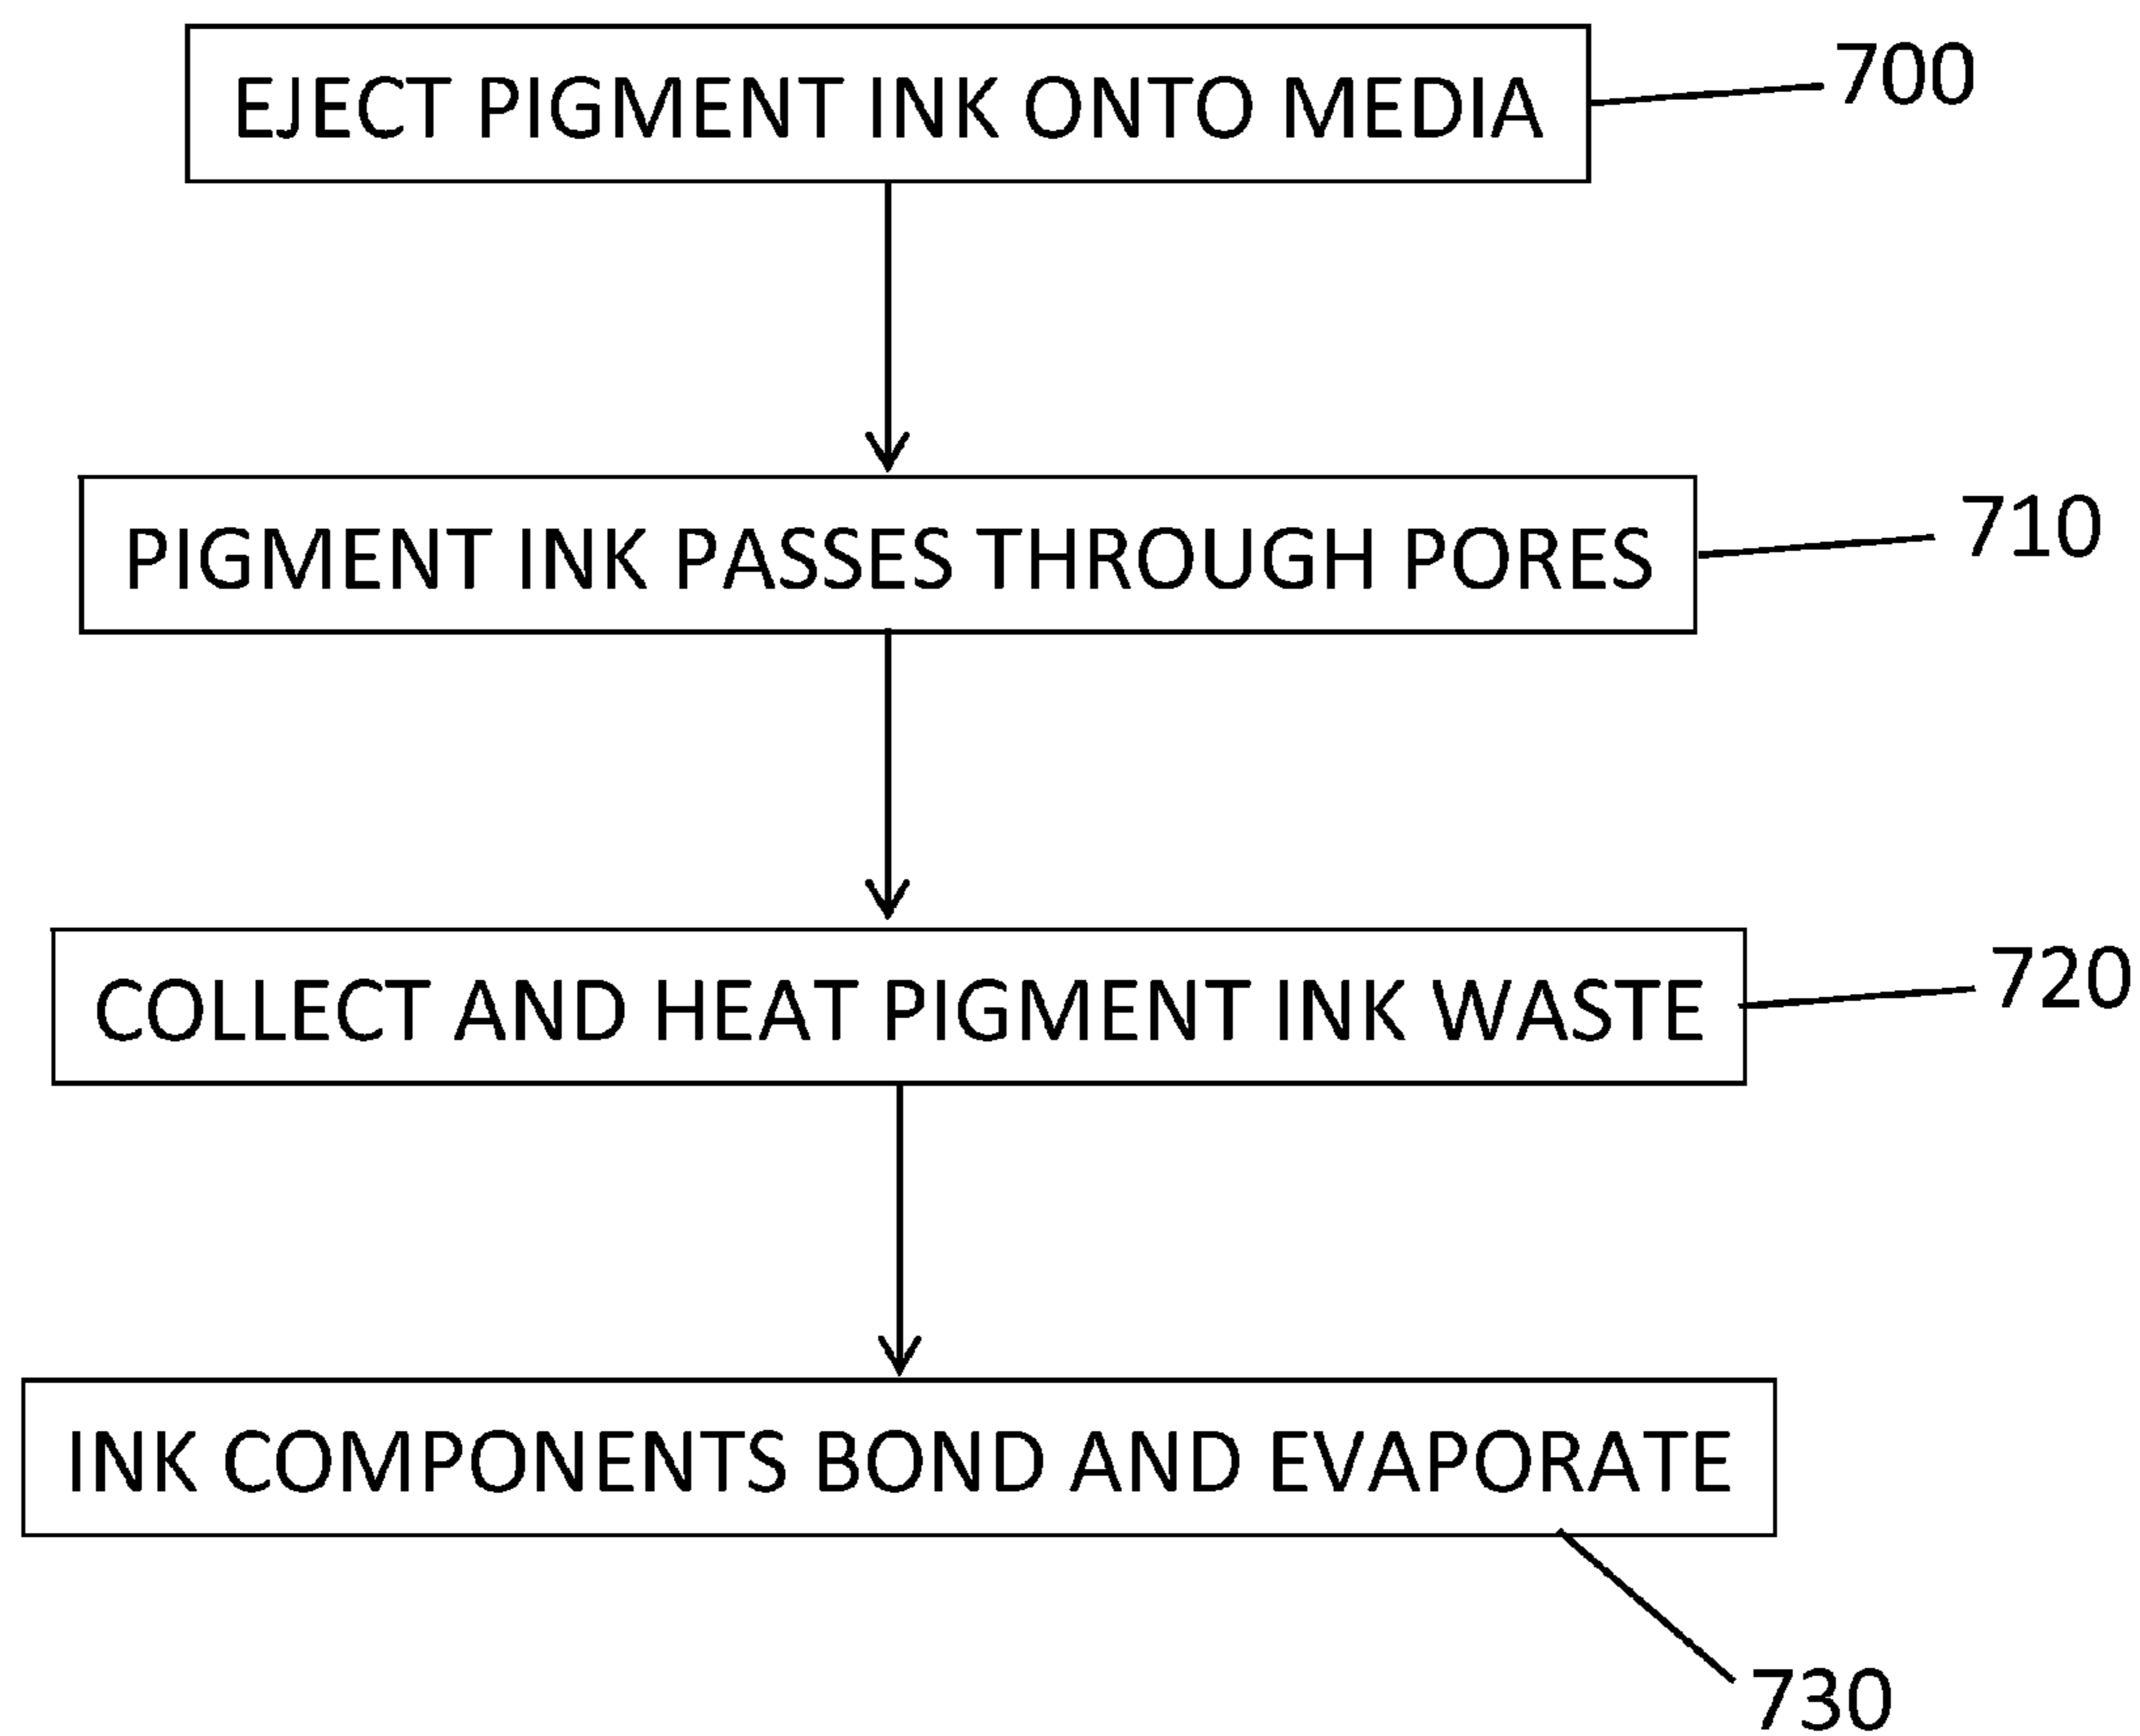 EJECT PIGMENT INK ONTO MEDIA
700
PIGMENT INK PASSES THROUGH PORES
710
COLLECT AND HEAT PIGMENT INK WASTE
720
INK COMPONENTS BOND AND EVAPORATE
730